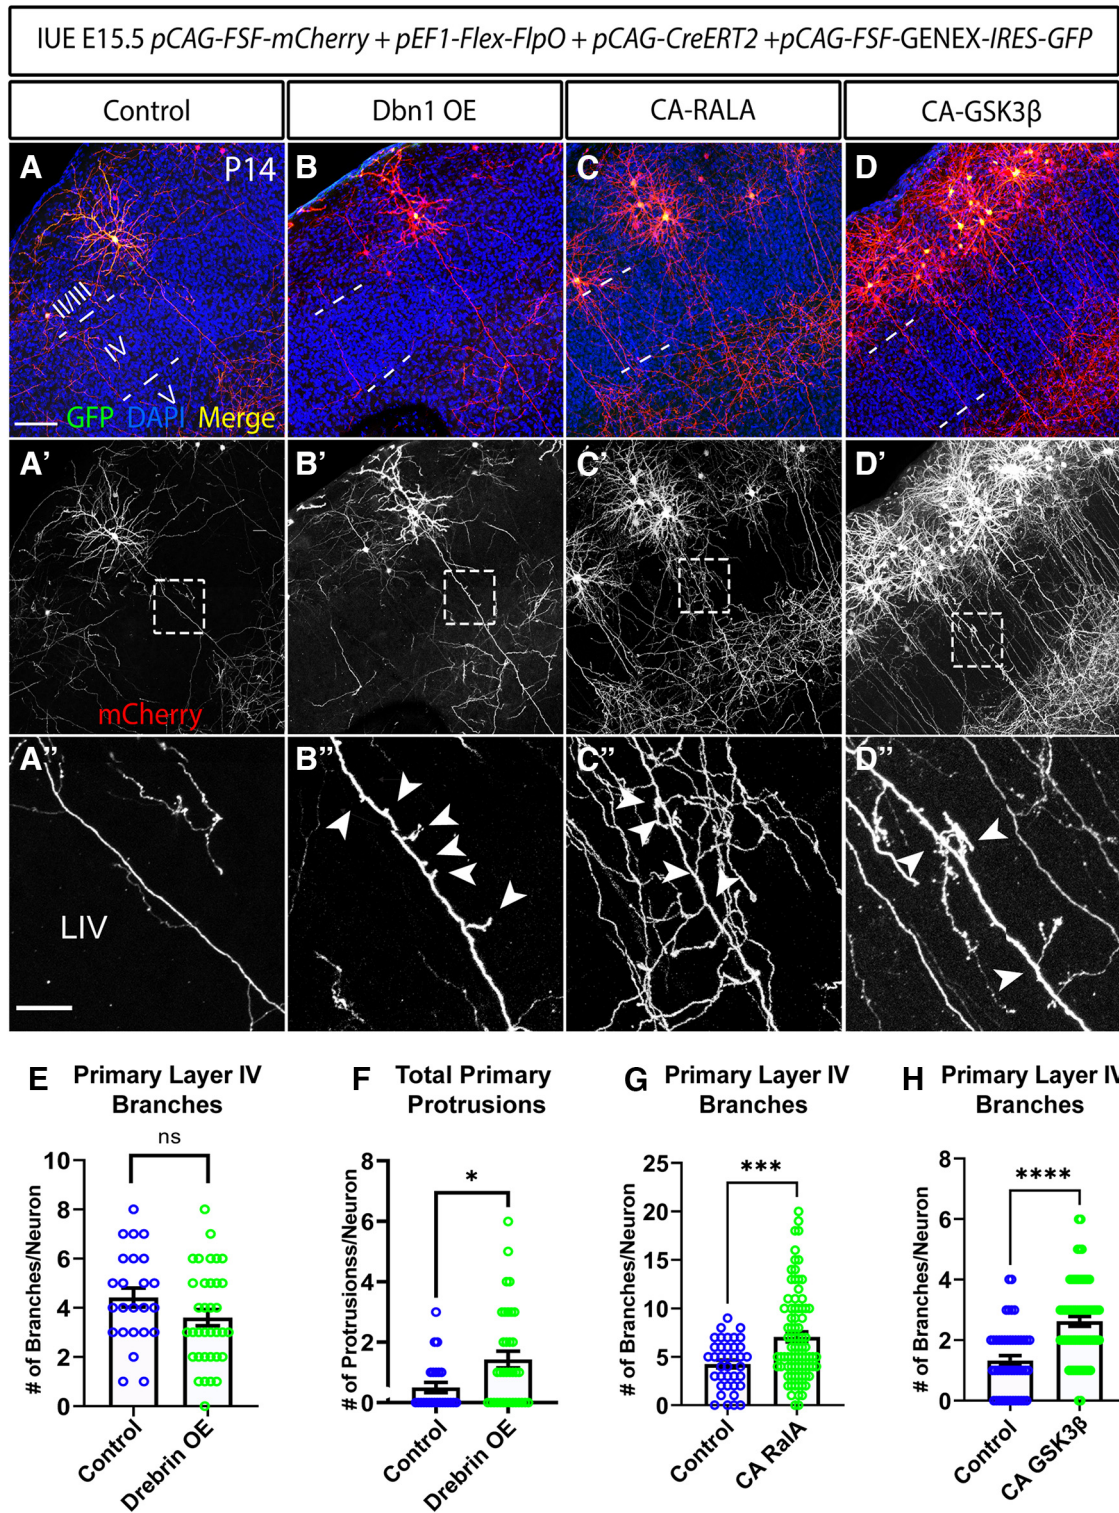 IUE E15.5 pCAG-FSF-mCherry + pEF1-Flex-FlpO + pCAG-CreERT2 +pCAG-FSF-GENEX-IRES-GFP
Control
Dbn1 OE
CA-RALA
CA-GSK3β
A
P14
B
C
D
II/III
IV
V
GFP DAPI Merge
A’
B’
C’
D’
mCherry
A”
B”
C”
D”
LIV
E
Primary Layer IV
Branches
ns
# of Branches/Neuron
10
8
6
4
2
0
Control
Drebrin OE
F
Total Primary
Protrusions
*
# of Protrusionss/Neuron
8
6
4
2
0
Control
Drebrin OE
G
Primary Layer IV
Branches
***
# of Branches/Neuron
25
20
15
10
5
0
Control
CA RalA
H
Primary Layer IV
Branches
****
# of Branches/Neuron
8
6
4
2
0
Control
CA GSK3β